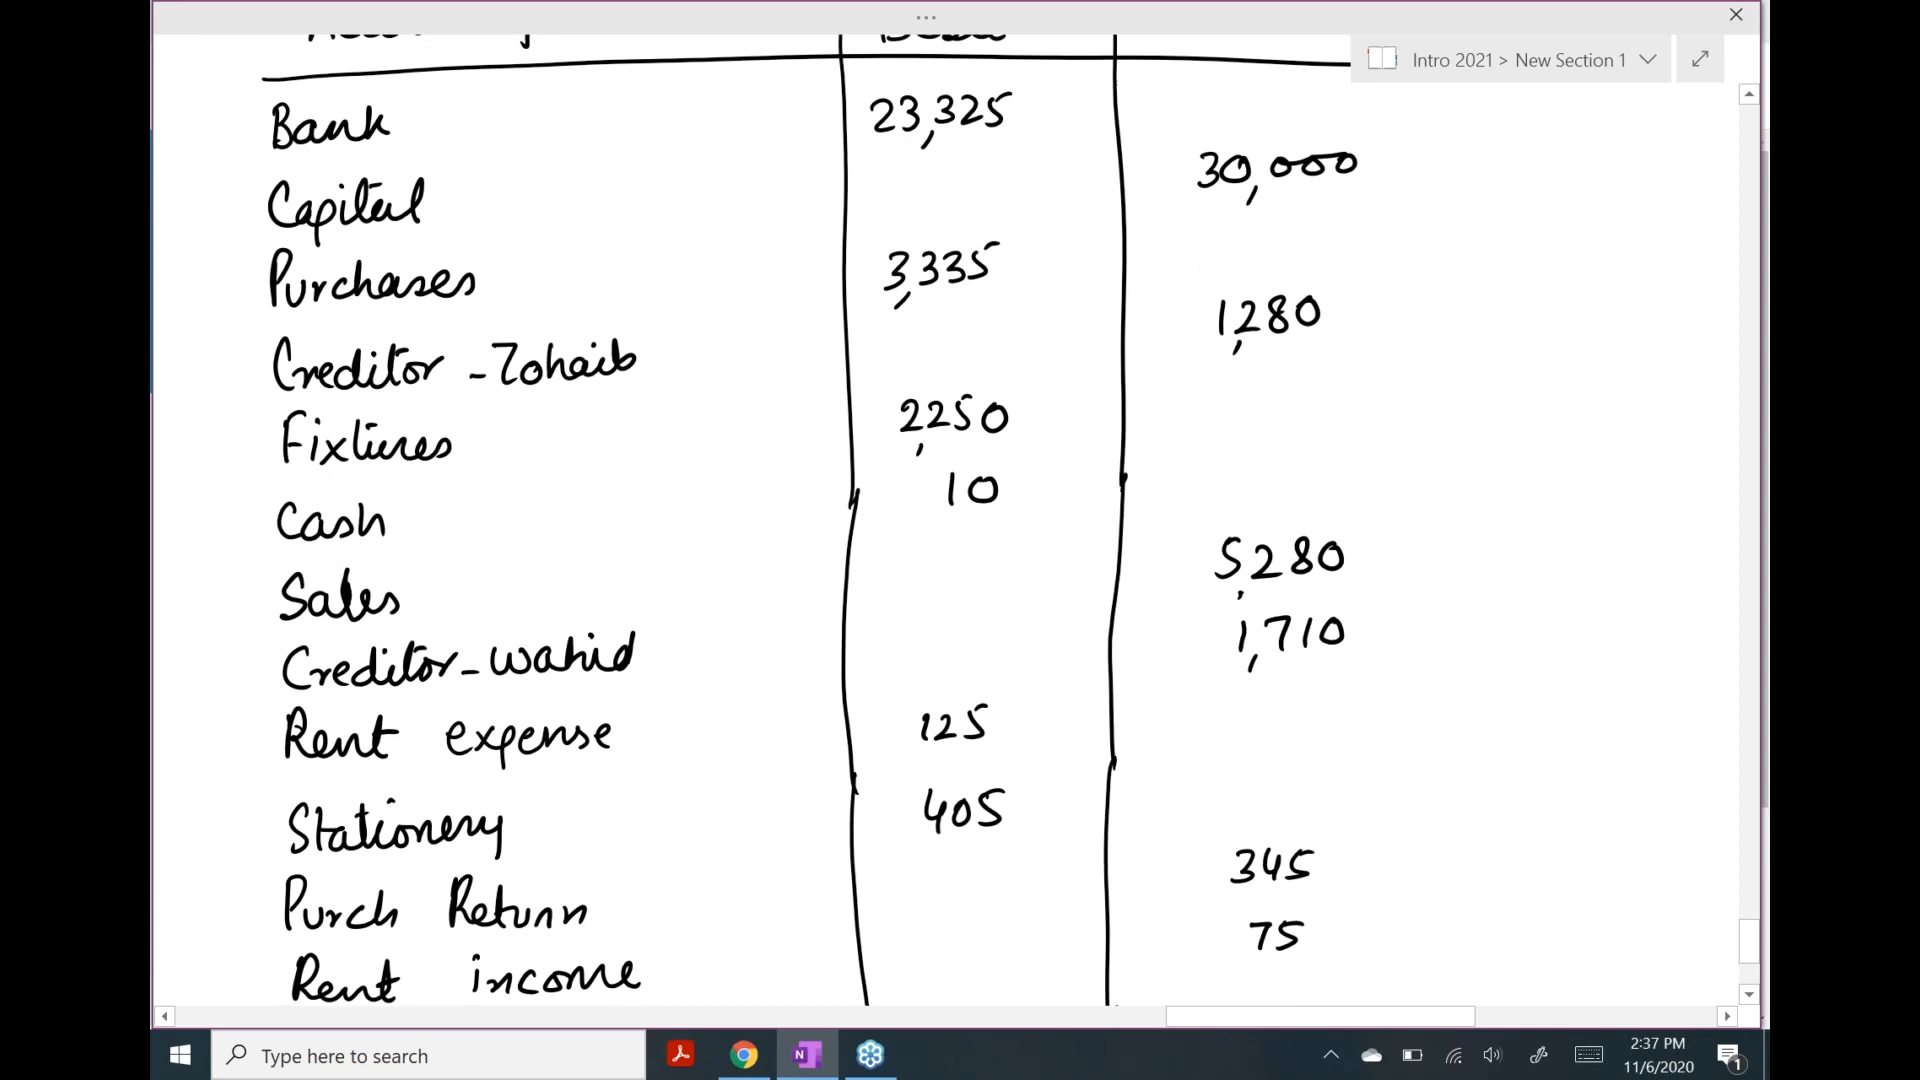 Intro 2021 > New Section 1
Bank 23,325
Capital 30,000
Purchases 3,335
Creditor - Zohaib 1,280
Fixtures 2,250
Cash 10
Sales 5,280
Creditor - Wahid 1,710
Rent expense 125
Stationery 405
Purch Return 345
Rent income 75
Type here to search
2:37 PM
11/6/2020
1